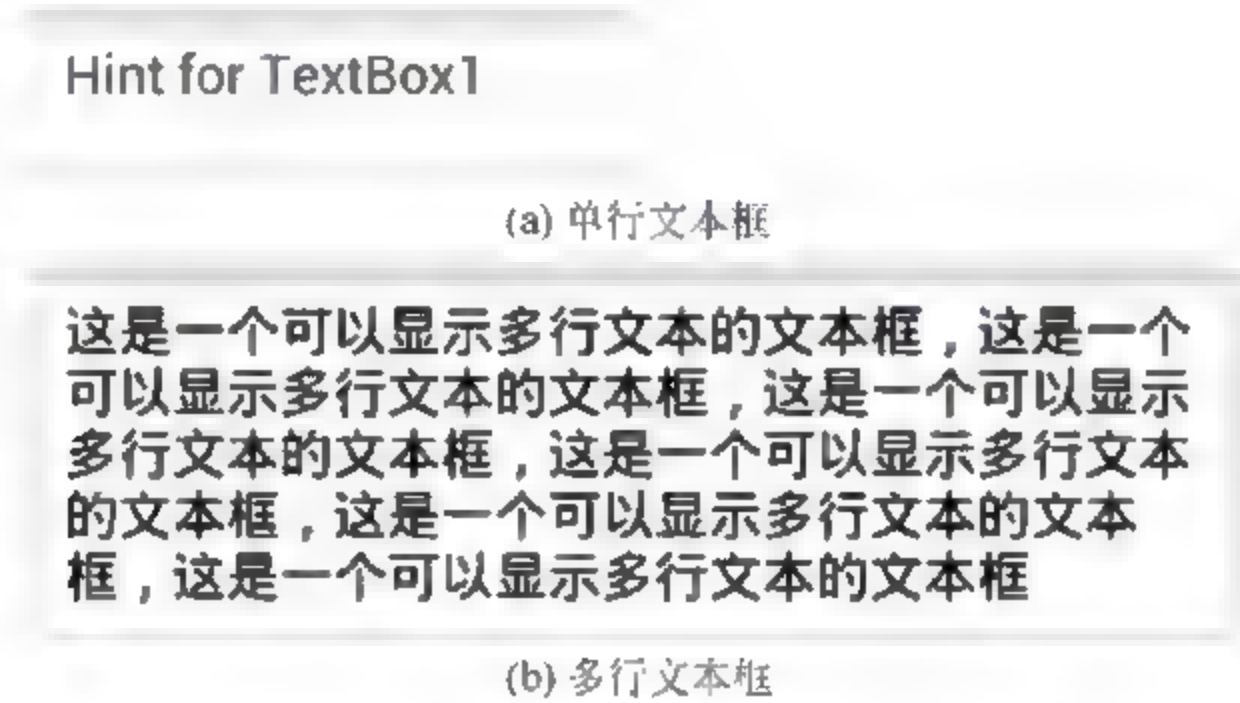 Hint for TextBox1
(a) 单行文本框
这是一个可以显示多行文本的文本框，这是一个
可以显示多行文本的文本框，这是一个可以显示
多行文本的文本框，这是一个可以显示多行文本
的文本框，这是一个可以显示多行文本的文本
框，这是一个可以显示多行文本的文本框
(b) 多行文本框